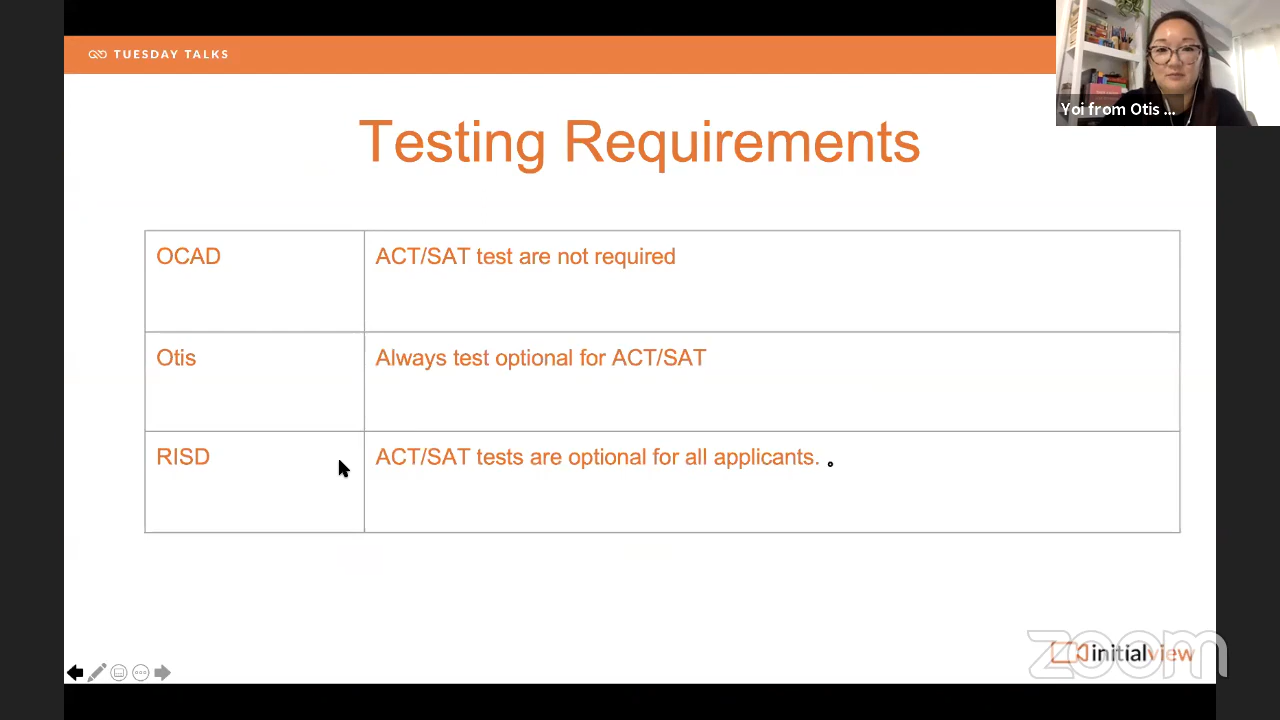 TUESDAY TALKS
Yoi from Otis ...
Testing Requirements
OCAD
ACT/SAT test are not required
Otis
Always test optional for ACT/SAT
RISD
ACT/SAT tests are optional for all applicants. 。
initialview
zoom